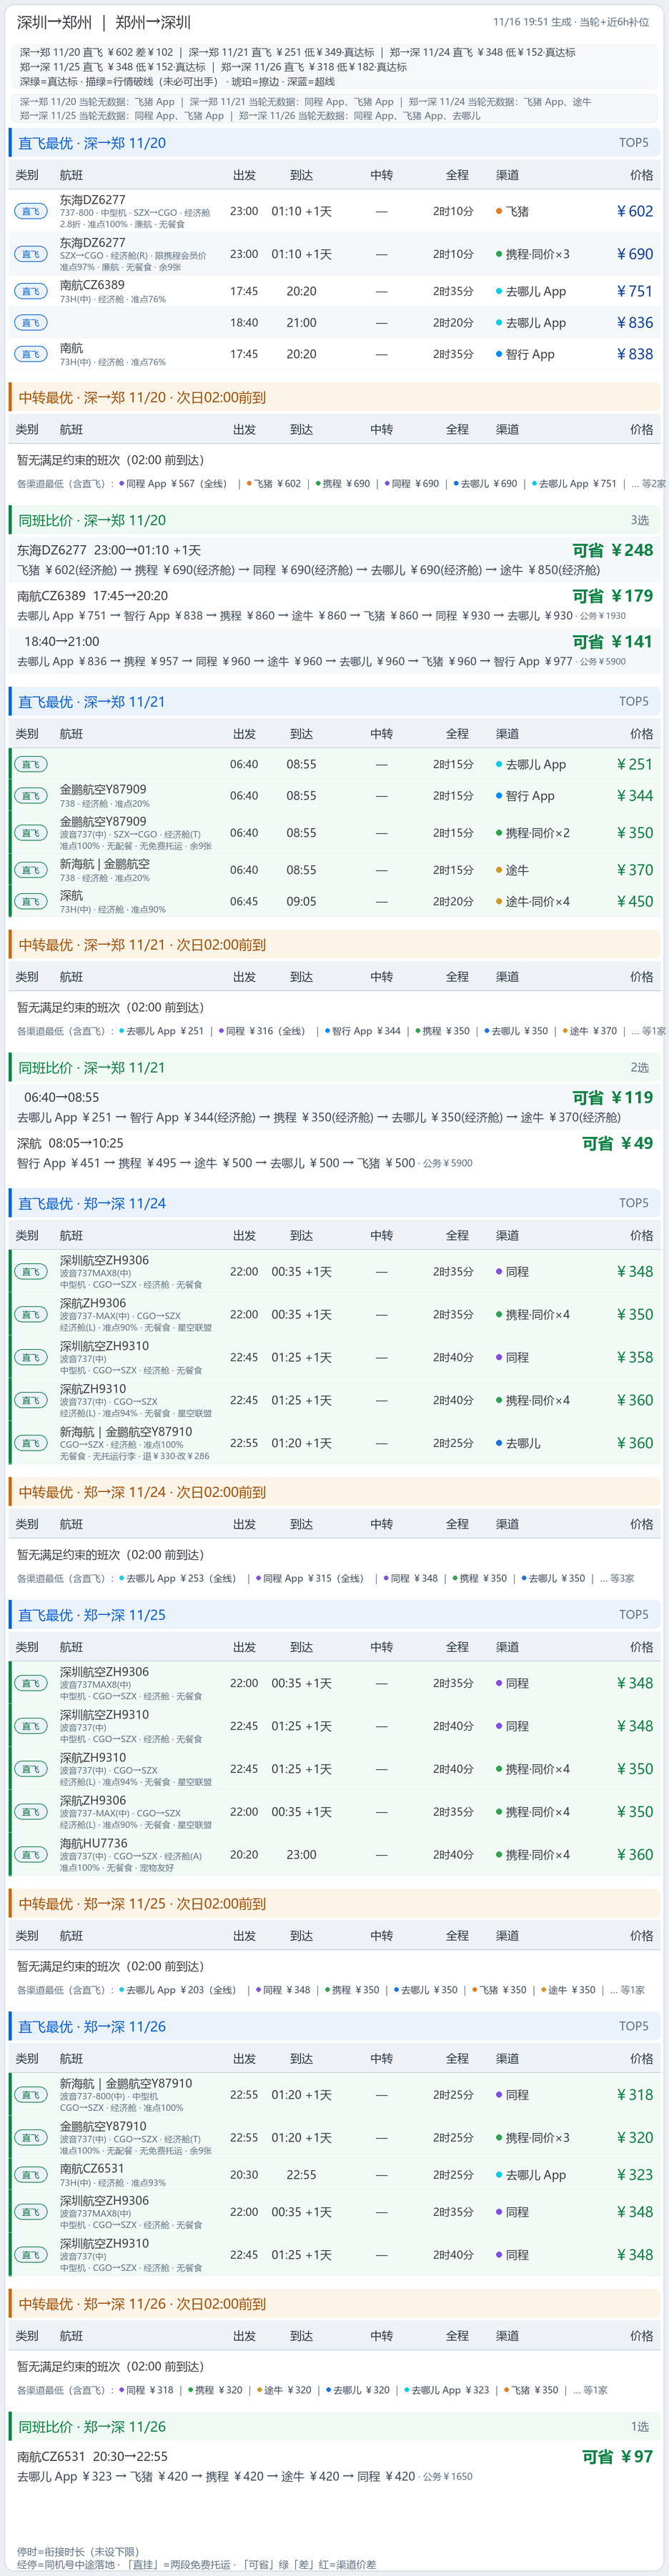 深圳→郑州 | 郑州→深圳
11/16 19:51 生成 · 当轮+近6h补位
深→郑 11/20 直飞 ¥602 差¥102 | 深→郑 11/21 直飞 ¥251 低¥349·真达标 | 郑→深 11/24 直飞 ¥348 低¥152·真达标
郑→深 11/25 直飞 ¥348 低¥152·真达标 | 郑→深 11/26 直飞 ¥318 低¥182·真达标
深绿=真达标 · 描绿=行情破线（未必可出手） · 琥珀=擦边 · 深蓝=超线
深→郑 11/20 当轮无数据：飞猪 App | 深→郑 11/21 当轮无数据：同程 App、飞猪 App | 郑→深 11/24 当轮无数据：飞猪 App、途牛
郑→深 11/25 当轮无数据：同程 App、飞猪 App | 郑→深 11/26 当轮无数据：同程 App、飞猪 App、去哪儿
直飞最优 · 深→郑 11/20 TOP5
类别 航班 出发 到达 中转 全程 渠道 价格
东海DZ6277
直飞 737-800 · 中型机 · SZX→CGO · 经济舱 23:00 01:10 +1天 — 2时10分 飞猪 ¥602
2.8折 · 准点100% · 廉航 · 无餐食
东海DZ6277
直飞 SZX→CGO · 经济舱(R) · 限携程会员价 23:00 01:10 +1天 — 2时10分 携程·同价×3 ¥690
准点97% · 廉航 · 无餐食 · 余9张
南航CZ6389
直飞 73H(中) · 经济舱 · 准点76% 17:45 20:20 — 2时35分 去哪儿 App ¥751
直飞 18:40 21:00 — 2时20分 去哪儿 App ¥836
南航
直飞 73H(中) · 经济舱 · 准点76% 17:45 20:20 — 2时35分 智行 App ¥838
中转最优 · 深→郑 11/20 · 次日02:00前到
类别 航班 出发 到达 中转 全程 渠道 价格
暂无满足约束的班次（02:00 前到达）
各渠道最低（含直飞）: 同程 App ¥567（全线） | 飞猪 ¥602 | 携程 ¥690 | 同程 ¥690 | 去哪儿 ¥690 | 去哪儿 App ¥751 | … 等2家
同班比价 · 深→郑 11/20 3选
东海DZ6277 23:00→01:10 +1天 可省 ¥248
飞猪 ¥602(经济舱) → 携程 ¥690(经济舱) → 同程 ¥690(经济舱) → 去哪儿 ¥690(经济舱) → 途牛 ¥850(经济舱)
南航CZ6389 17:45→20:20 可省 ¥179
去哪儿 App ¥751 → 智行 App ¥838 → 携程 ¥860 → 途牛 ¥860 → 飞猪 ¥860 → 同程 ¥930 → 去哪儿 ¥930 · 公务¥1930
18:40→21:00 可省 ¥141
去哪儿 App ¥836 → 携程 ¥957 → 同程 ¥960 → 途牛 ¥960 → 去哪儿 ¥960 → 飞猪 ¥960 → 智行 App ¥977 · 公务¥5900
直飞最优 · 深→郑 11/21 TOP5
类别 航班 出发 到达 中转 全程 渠道 价格
直飞 06:40 08:55 — 2时15分 去哪儿 App ¥251
金鹏航空Y87909
直飞 738 · 经济舱 · 准点20% 06:40 08:55 — 2时15分 智行 App ¥344
金鹏航空Y87909
直飞 波音737(中) · SZX→CGO · 经济舱(T) 06:40 08:55 — 2时15分 携程·同价×2 ¥350
准点100% · 无配餐 · 无免费托运 · 余9张
新海航 | 金鹏航空
直飞 738 · 经济舱 · 准点20% 06:40 08:55 — 2时15分 途牛 ¥370
深航
直飞 73H(中) · 经济舱 · 准点90% 06:45 09:05 — 2时20分 途牛·同价×4 ¥450
中转最优 · 深→郑 11/21 · 次日02:00前到
类别 航班 出发 到达 中转 全程 渠道 价格
暂无满足约束的班次（02:00 前到达）
各渠道最低（含直飞）: 去哪儿 App ¥251 | 同程 ¥316（全线） | 智行 App ¥344 | 携程 ¥350 | 去哪儿 ¥350 | 途牛 ¥370 | … 等1家
同班比价 · 深→郑 11/21 2选
06:40→08:55 可省 ¥119
去哪儿 App ¥251 → 智行 App ¥344(经济舱) → 携程 ¥350(经济舱) → 去哪儿 ¥350(经济舱) → 途牛 ¥370(经济舱)
深航 08:05→10:25 可省 ¥49
智行 App ¥451 → 携程 ¥495 → 途牛 ¥500 → 去哪儿 ¥500 → 飞猪 ¥500 · 公务¥5900
直飞最优 · 郑→深 11/24 TOP5
类别 航班 出发 到达 中转 全程 渠道 价格
深圳航空ZH9306
直飞 波音737MAX8(中) 22:00 00:35 +1天 — 2时35分 同程 ¥348
中型机 · CGO→SZX · 经济舱 · 无餐食
深航ZH9306
直飞 波音737-MAX(中) · CGO→SZX 22:00 00:35 +1天 — 2时35分 携程·同价×4 ¥350
经济舱(L) · 准点90% · 无餐食 · 星空联盟
深圳航空ZH9310
直飞 波音737(中) 22:45 01:25 +1天 — 2时40分 同程 ¥358
中型机 · CGO→SZX · 经济舱 · 无餐食
深航ZH9310
直飞 波音737(中) · CGO→SZX 22:45 01:25 +1天 — 2时40分 携程·同价×4 ¥360
经济舱(L) · 准点94% · 无餐食 · 星空联盟
新海航 | 金鹏航空Y87910
直飞 CGO→SZX · 经济舱 · 准点100% 22:55 01:20 +1天 — 2时25分 去哪儿 ¥360
无餐食 · 无托运行李 · 退¥330·改¥286
中转最优 · 郑→深 11/24 · 次日02:00前到
类别 航班 出发 到达 中转 全程 渠道 价格
暂无满足约束的班次（02:00 前到达）
各渠道最低（含直飞）: 去哪儿 App ¥253（全线） | 同程 App ¥315（全线） | 同程 ¥348 | 携程 ¥350 | 去哪儿 ¥350 | … 等3家
直飞最优 · 郑→深 11/25 TOP5
类别 航班 出发 到达 中转 全程 渠道 价格
深圳航空ZH9306
直飞 波音737MAX8(中) 22:00 00:35 +1天 — 2时35分 同程 ¥348
中型机 · CGO→SZX · 经济舱 · 无餐食
深圳航空ZH9310
直飞 波音737(中) 22:45 01:25 +1天 — 2时40分 同程 ¥348
中型机 · CGO→SZX · 经济舱 · 无餐食
深航ZH9310
直飞 波音737(中) · CGO→SZX 22:45 01:25 +1天 — 2时40分 携程·同价×4 ¥350
经济舱(L) · 准点94% · 无餐食 · 星空联盟
深航ZH9306
直飞 波音737-MAX(中) · CGO→SZX 22:00 00:35 +1天 — 2时35分 携程·同价×4 ¥350
经济舱(L) · 准点90% · 无餐食 · 星空联盟
海航HU7736
直飞 波音737(中) · CGO→SZX · 经济舱(A) 20:20 23:00 — 2时40分 携程·同价×4 ¥360
准点100% · 无餐食 · 宠物友好
中转最优 · 郑→深 11/25 · 次日02:00前到
类别 航班 出发 到达 中转 全程 渠道 价格
暂无满足约束的班次（02:00 前到达）
各渠道最低（含直飞）: 去哪儿 App ¥203（全线） | 同程 ¥348 | 携程 ¥350 | 去哪儿 ¥350 | 飞猪 ¥350 | 途牛 ¥350 | … 等1家
直飞最优 · 郑→深 11/26 TOP5
类别 航班 出发 到达 中转 全程 渠道 价格
新海航 | 金鹏航空Y87910
直飞 波音737-800(中) · 中型机 22:55 01:20 +1天 — 2时25分 同程 ¥318
CGO→SZX · 经济舱 · 准点100%
金鹏航空Y87910
直飞 波音737(中) · CGO→SZX · 经济舱(T) 22:55 01:20 +1天 — 2时25分 携程·同价×3 ¥320
准点100% · 无配餐 · 无免费托运 · 余9张
南航CZ6531
直飞 73H(中) · 经济舱 · 准点93% 20:30 22:55 — 2时25分 去哪儿 App ¥323
深圳航空ZH9306
直飞 波音737MAX8(中) 22:00 00:35 +1天 — 2时35分 同程 ¥348
中型机 · CGO→SZX · 经济舱 · 无餐食
深圳航空ZH9310
直飞 波音737(中) 22:45 01:25 +1天 — 2时40分 同程 ¥348
中型机 · CGO→SZX · 经济舱 · 无餐食
中转最优 · 郑→深 11/26 · 次日02:00前到
类别 航班 出发 到达 中转 全程 渠道 价格
暂无满足约束的班次（02:00 前到达）
各渠道最低（含直飞）: 同程 ¥318 | 携程 ¥320 | 途牛 ¥320 | 去哪儿 ¥320 | 去哪儿 App ¥323 | 飞猪 ¥350 | … 等1家
同班比价 · 郑→深 11/26 1选
南航CZ6531 20:30→22:55 可省 ¥97
去哪儿 App ¥323 → 飞猪 ¥420 → 携程 ¥420 → 途牛 ¥420 → 同程 ¥420 · 公务¥1650
停时=衔接时长（未设下限）
经停=同机号中途落地 · 「直挂」=两段免费托运 · 「可省」绿「差」红=渠道价差